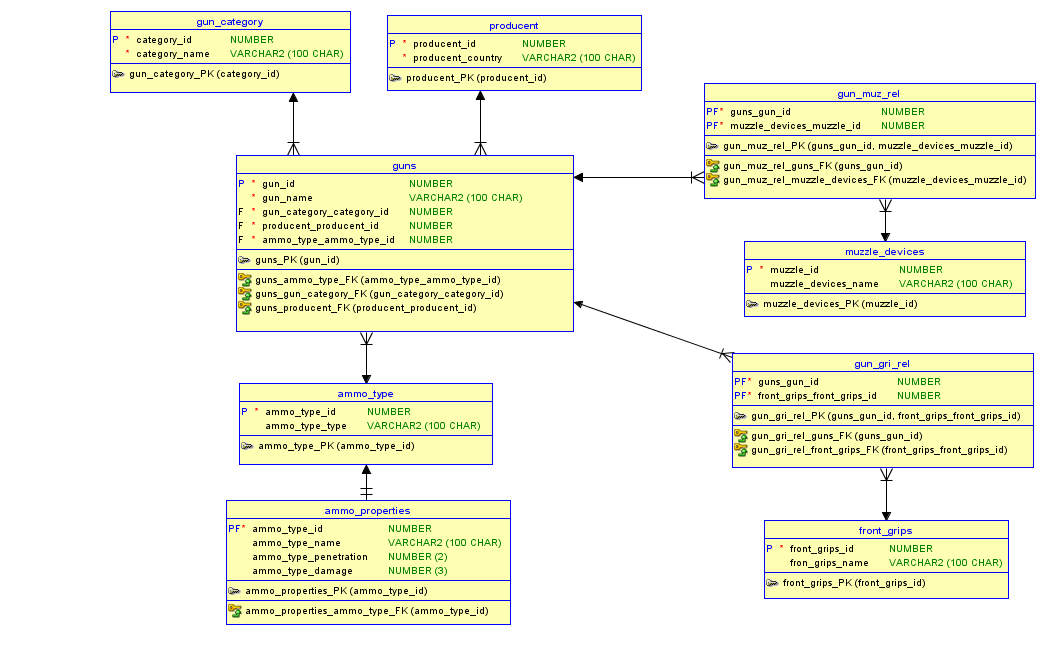 gun_category
P * category_id NUMBER
* category_name VARCHAR2 (100 CHAR)
gun_category_PK (category_id)
producent
P * producent_id NUMBER
* producent_country VARCHAR2 (100 CHAR)
producent_PK (producent_id)
gun_muz_rel
PF* guns_gun_id NUMBER
PF* muzzle_devices_muzzle_id NUMBER
gun_muz_rel_PK (guns_gun_id, muzzle_devices_muzzle_id)
gun_muz_rel_guns_FK (guns_gun_id)
gun_muz_rel_muzzle_devices_FK (muzzle_devices_muzzle_id)
guns
P * gun_id NUMBER
* gun_name VARCHAR2 (100 CHAR)
F * gun_category_category_id NUMBER
F * producent_producent_id NUMBER
F * ammo_type_ammo_type_id NUMBER
guns_PK (gun_id)
guns_ammo_type_FK (ammo_type_ammo_type_id)
guns_gun_category_FK (gun_category_category_id)
guns_producent_FK (producent_producent_id)
muzzle_devices
P * muzzle_id NUMBER
muzzle_devices_name VARCHAR2 (100 CHAR)
muzzle_devices_PK (muzzle_id)
gun_gri_rel
PF* guns_gun_id NUMBER
PF* front_grips_front_grips_id NUMBER
gun_gri_rel_PK (guns_gun_id, front_grips_front_grips_id)
gun_gri_rel_guns_FK (guns_gun_id)
gun_gri_rel_front_grips_FK (front_grips_front_grips_id)
ammo_type
P * ammo_type_id NUMBER
ammo_type_type VARCHAR2 (100 CHAR)
ammo_type_PK (ammo_type_id)
ammo_properties
PF* ammo_type_id NUMBER
ammo_type_name VARCHAR2 (100 CHAR)
ammo_type_penetration NUMBER (2)
ammo_type_damage NUMBER (3)
ammo_properties_PK (ammo_type_id)
ammo_properties_ammo_type_FK (ammo_type_id)
front_grips
P * front_grips_id NUMBER
fron_grips_name VARCHAR2 (100 CHAR)
front_grips_PK (front_grips_id)